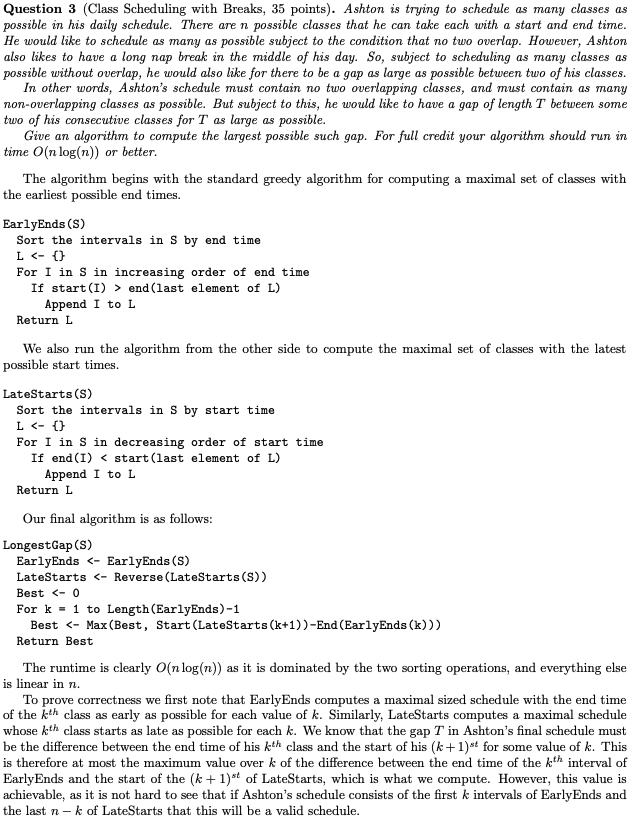 Question 3 (Class Scheduling with Breaks, 35 points). Ashton is trying to schedule as many classes as
possible in his daily schedule. There are n possible classes that he can take each with a start and end time.
He would like to schedule as many as possible subject to the condition that no two overlap. However, Ashton
also likes to have a long nap break in the middle of his day. So, subject to scheduling as many classes as
possible without overlap, he would also like for there to be a gap as large as possible between two of his classes.
In other words, Ashton's schedule must contain no two overlapping classes, and must contain as many
non-overlapping classes as possible. But subject to this, he would like to have a gap of length T between some
two of his consecutive classes for T as large as possible.
Give an algorithm to compute the largest possible such gap. For full credit your algorithm should run in
time O(n log(n)) or better.
The algorithm begins with the standard greedy algorithm for computing a maximal set of classes with
the earliest possible end times.
EarlyEnds(S)
Sort the intervals in S by end time
L <- {}
For I in S in increasing order of end time
If start(I) > end(last element of L)
Append I to L
Return L
We also run the algorithm from the other side to compute the maximal set of classes with the latest
possible start times.
LateStarts(S)
Sort the intervals in S by start time
L <- {}
For I in S in decreasing order of start time
If end(I) < start(last element of L)
Append I to L
Return L
Our final algorithm is as follows:
LongestGap(S)
EarlyEnds <- EarlyEnds(S)
LateStarts <- Reverse(LateStarts(S))
Best <- 0
For k = 1 to Length(EarlyEnds)-1
Best <- Max(Best, Start(LateStarts(k+1))-End(EarlyEnds(k)))
Return Best
The runtime is clearly O(n log(n)) as it is dominated by the two sorting operations, and everything else
is linear in n.
To prove correctness we first note that EarlyEnds computes a maximal sized schedule with the end time
of the k^th class as early as possible for each value of k. Similarly, LateStarts computes a maximal schedule
whose k^th class starts as late as possible for each k. We know that the gap T in Ashton's final schedule must
be the difference between the end time of his k^th class and the start of his (k + 1)^st for some value of k. This
is therefore at most the maximum value over k of the difference between the end time of the k^th interval of
EarlyEnds and the start of the (k + 1)^st of LateStarts, which is what we compute. However, this value is
achievable, as it is not hard to see that if Ashton's schedule consists of the first k intervals of EarlyEnds and
the last n − k of LateStarts that this will be a valid schedule.